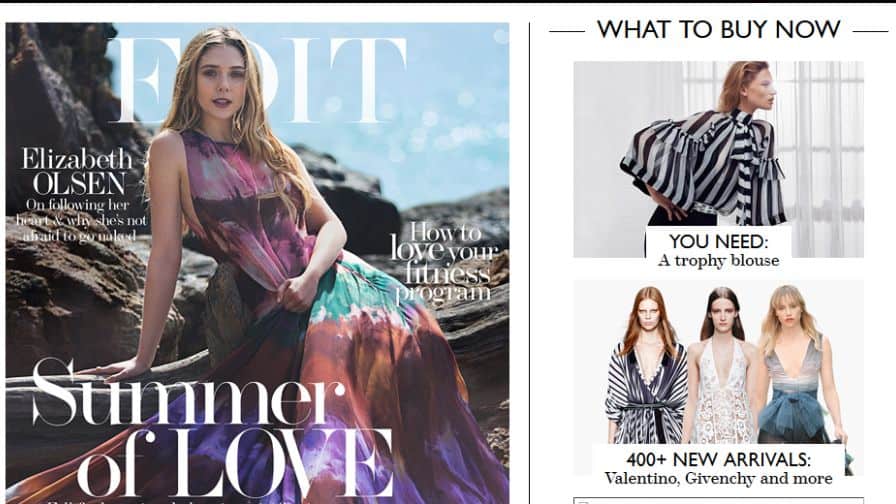 EDIT
Elizabeth
OLSEN
On following her
heart & why she's not
afraid to go naked
How to
love your
fitness
program
Summer
of LOVE
WHAT TO BUY NOW
YOU NEED:
A trophy blouse
400+ NEW ARRIVALS:
Valentino, Givenchy and more